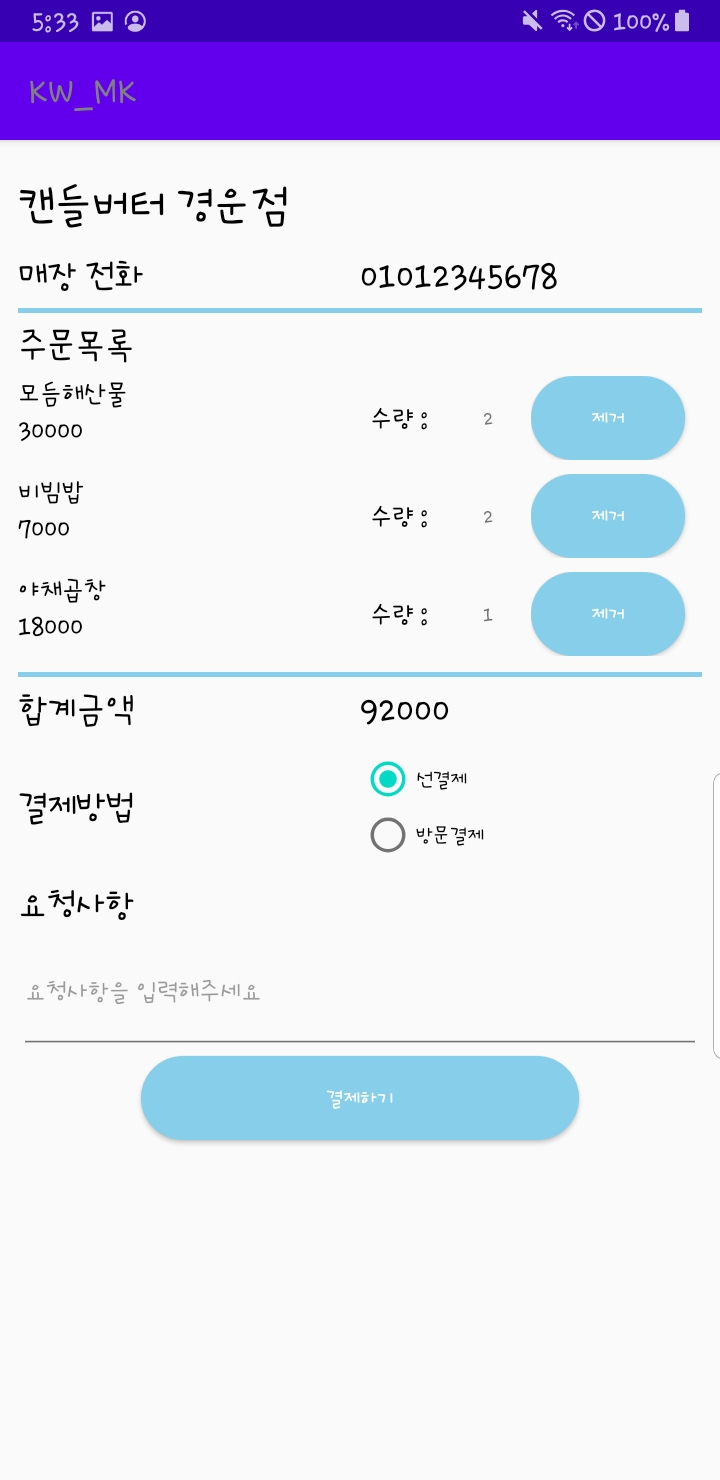 5:33 100%
KW_MK
캔들버터 경운점
매장 전화 01012345678
주문목록
모듬해산물
30000
수량 : 2 제거
비빔밥
7000
수량 : 2 제거
야채곱창
18000
수량 : 1 제거
합계금액 92000
결제방법
선결제
방문결제
요청사항
요청사항을 입력해주세요
결제하기